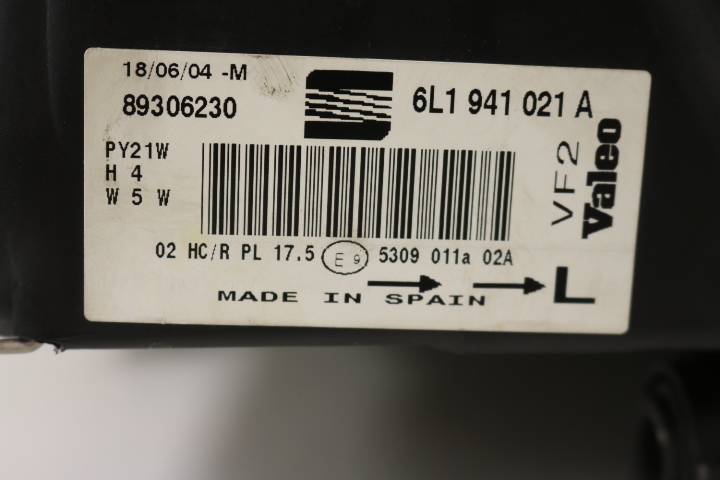 18/06/04 -M
89306230
6L1 941 021 A
PY21W
H 4
W 5 W
VF2
Valeo
02 HC/R PL 17.5 E 9 5309 011a 02A
MADE IN SPAIN
L